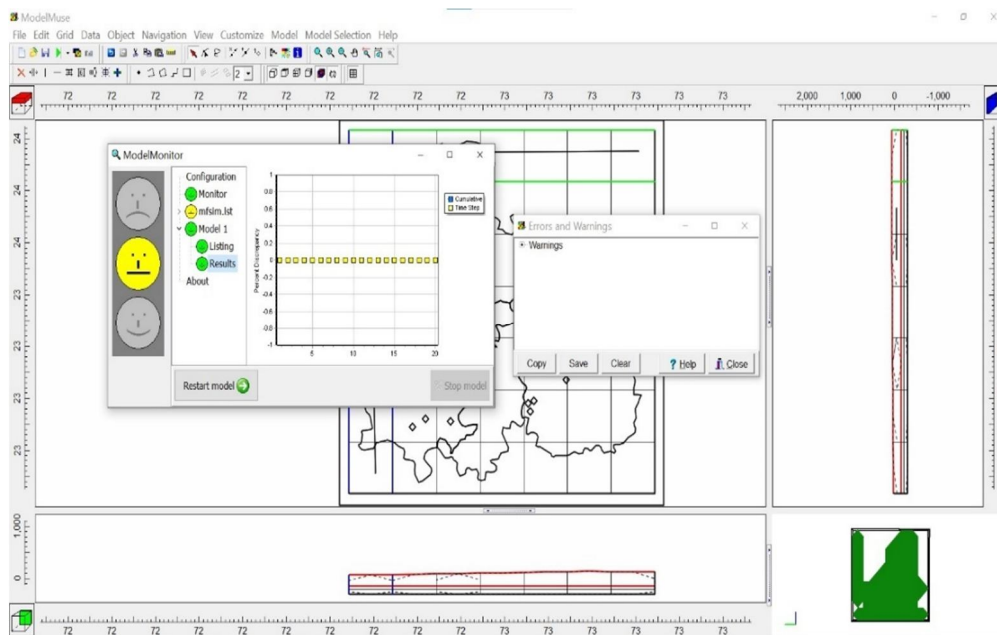 ModelMuse
File Edit Grid Data Object Navigation View Customize Model Model Selection Help
2
72 72 72 72 72 72 72 72 73 73 73 73 73 73 73 73
2,000 1,000 0 -1,000
24
24
24
23
23
23
23
ModelMonitor
Configuration
Monitor
mfsim.lst
Model 1
Listing
Results
About
Percent Discrepancy
1
0.8
0.6
0.4
0.2
0
-0.2
-0.4
-0.6
-0.8
-1
5 10 15 20
Cumulative
Time Step
Restart model
Stop model
Errors and Warnings
Warnings
Copy Save Clear ? Help Close
1,000
0
72 72 72 72 72 72 72 72 73 73 73 73 73 73 73 73